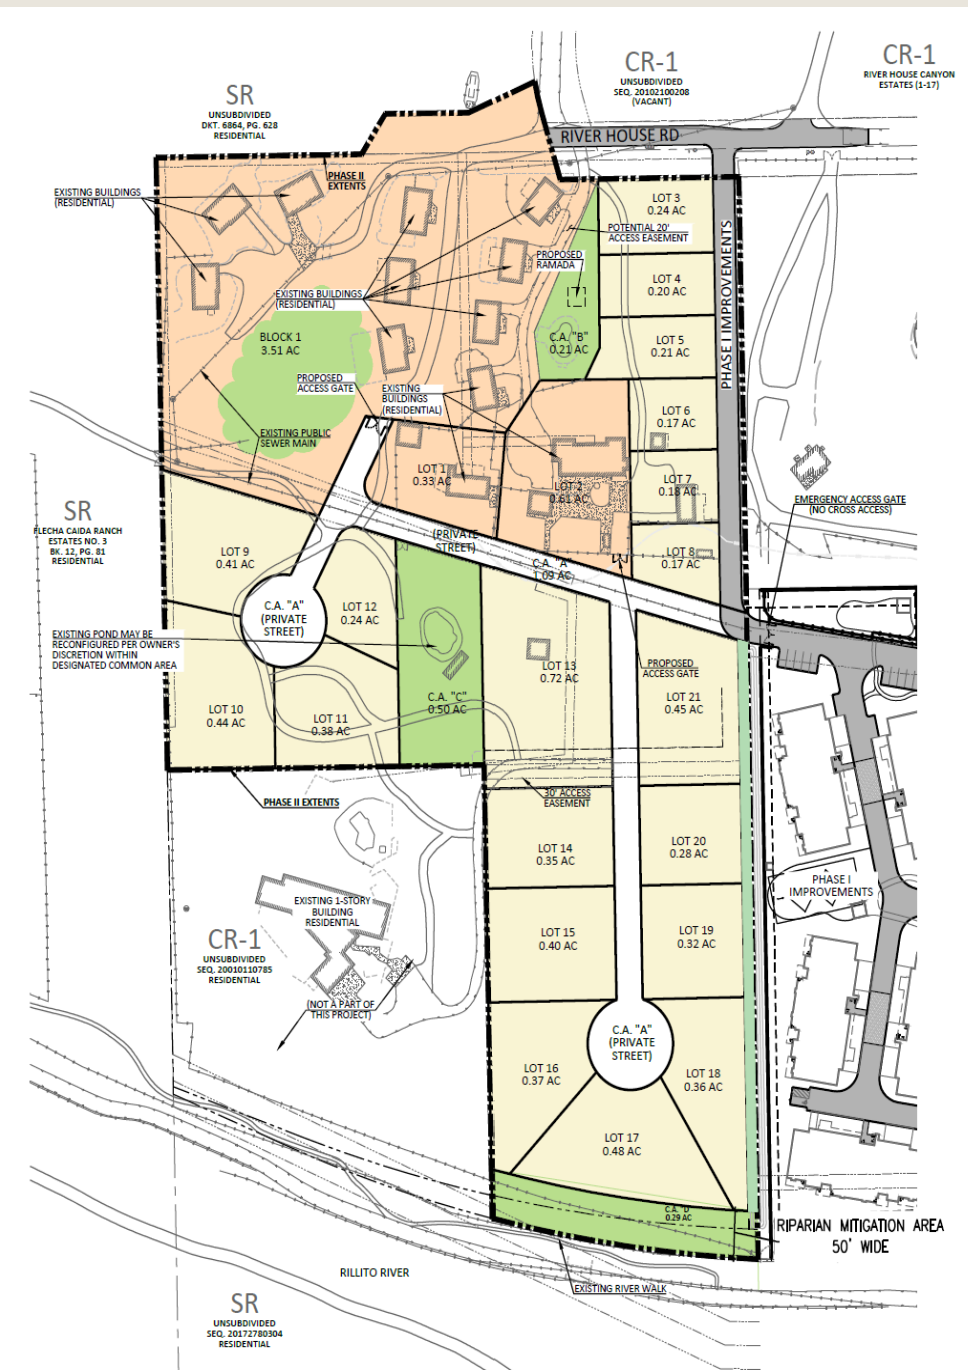 CR-1
UNSUBDIVIDED
SEQ. 20102100208
(VACANT)
CR-1
RIVER HOUSE CANYON
ESTATES (1-17)
SR
UNSUBDIVIDED
DKT. 6864, PG. 628
RESIDENTIAL
RIVER HOUSE RD
PHASE II
EXTENTS
EXISTING BUILDINGS
(RESIDENTIAL)
LOT 3
0.24 AC
POTENTIAL 20'
ACCESS EASEMENT
PROPOSED
RAMADA
LOT 4
0.20 AC
PHASE I IMPROVEMENTS
EXISTING BUILDINGS
(RESIDENTIAL)
BLOCK 1
3.51 AC
C.A. "B"
0.21 AC
LOT 5
0.21 AC
PROPOSED
ACCESS GATE
EXISTING
BUILDINGS
(RESIDENTIAL)
LOT 6
0.17 AC
EXISTING PUBLIC
SEWER MAIN
LOT 1
0.33 AC
LOT 2
0.61 AC
LOT 7
0.18 AC
EMERGENCY ACCESS GATE
(NO CROSS ACCESS)
SR
FLECHA CAIDA RANCH
ESTATES NO. 3
BK. 12, PG. 81
RESIDENTIAL
(PRIVATE
STREET)
C.A. "A"
1.09 AC
LOT 8
0.17 AC
LOT 9
0.41 AC
C.A. "A"
(PRIVATE
STREET)
LOT 12
0.24 AC
EXISTING POND MAY BE
RECONFIGURED PER OWNER'S
DISCRETION WITHIN
DESIGNATED COMMON AREA
LOT 13
0.72 AC
PROPOSED
ACCESS GATE
C.A. "C"
0.50 AC
LOT 21
0.45 AC
LOT 10
0.44 AC
LOT 11
0.38 AC
PHASE II EXTENTS
30' ACCESS
EASEMENT
LOT 14
0.35 AC
LOT 20
0.28 AC
PHASE I
IMPROVEMENTS
EXISTING 1-STORY
BUILDING
RESIDENTIAL
CR-1
UNSUBDIVIDED
SEQ. 20010110785
RESIDENTIAL
LOT 15
0.40 AC
LOT 19
0.32 AC
(NOT A PART OF
THIS PROJECT)
C.A. "A"
(PRIVATE
STREET)
LOT 16
0.37 AC
LOT 18
0.36 AC
LOT 17
0.48 AC
C.A. "D"
0.29 AC
RIPARIAN MITIGATION AREA
50' WIDE
RILLITO RIVER
EXISTING RIVER WALK
SR
UNSUBDIVIDED
SEQ. 20172780304
RESIDENTIAL